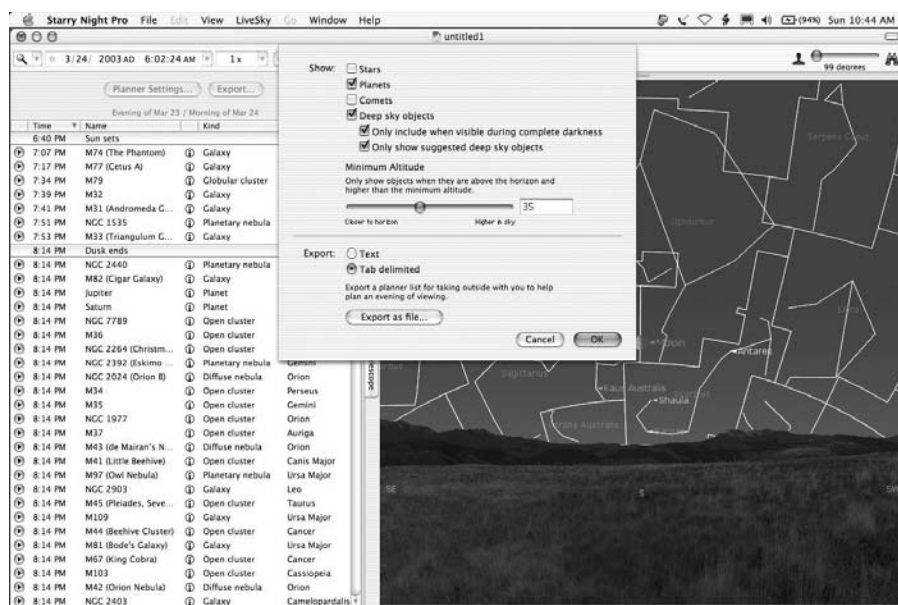 Starry Night Pro File Edit View LiveSky Go Window Help (94%) Sun 10:44 AM
untitled1
3/24/ 2003 AD 6:02:24 AM 1x
99 degrees
Planner Settings... Export...
Evening of Mar 23 / Morning of Mar 24
Time Name Kind
6:40 PM Sun sets
7:07 PM M74 (The Phantom) Galaxy
7:17 PM M77 (Cetus A) Galaxy
7:34 PM M79 Globular cluster
7:39 PM M32 Galaxy
7:41 PM M31 (Andromeda G... Galaxy
7:51 PM NGC 1535 Planetary nebula
7:53 PM M33 (Triangulum G... Galaxy
8:14 PM Dusk ends
8:14 PM NGC 2440 Planetary nebula
8:14 PM M82 (Cigar Galaxy) Galaxy
8:14 PM Jupiter Planet
8:14 PM Saturn Planet
8:14 PM NGC 7789 Open cluster
8:14 PM M36 Open cluster
8:14 PM NGC 2264 (Christm... Open cluster
8:14 PM NGC 2392 (Eskimo ... Planetary nebula Gemini
8:14 PM NGC 2024 (Orion B) Diffuse nebula Orion
8:14 PM M34 Open cluster Perseus
8:14 PM M35 Open cluster Gemini
8:14 PM NGC 1977 Open cluster Orion
8:14 PM M37 Open cluster Auriga
8:14 PM M43 (de Mairan's N... Diffuse nebula Orion
8:14 PM M41 (Little Beehive) Open cluster Canis Major
8:14 PM M97 (Owl Nebula) Planetary nebula Ursa Major
8:14 PM NGC 2903 Galaxy Leo
8:14 PM M45 (Pleiades, Seve... Open cluster Taurus
8:14 PM M109 Galaxy Ursa Major
8:14 PM M44 (Beehive Cluster) Open cluster Cancer
8:14 PM M81 (Bode's Galaxy) Galaxy Ursa Major
8:14 PM M67 (King Cobra) Open cluster Cancer
8:14 PM M103 Open cluster Cassiopeia
8:14 PM M42 (Orion Nebula) Diffuse nebula Orion
8:14 PM NGC 2403 Galaxy Camelopardalis
Show: Stars
Planets
Comets
Deep sky objects
Only include when visible during complete darkness
Only show suggested deep sky objects
Minimum Altitude
Only show objects when they are above the horizon and
higher than the minimum altitude.
35
Closer to horizon Higher in sky
Export: Text
Tab delimited
Export a planner list for taking outside with you to help
plan an evening of viewing.
Export as file...
Cancel OK
Serpens Caput
Ophiuchus
Libra
Moon
Antares
Sagittarius
Kaus Australis
Shaula
Corona Australis
SE S SW